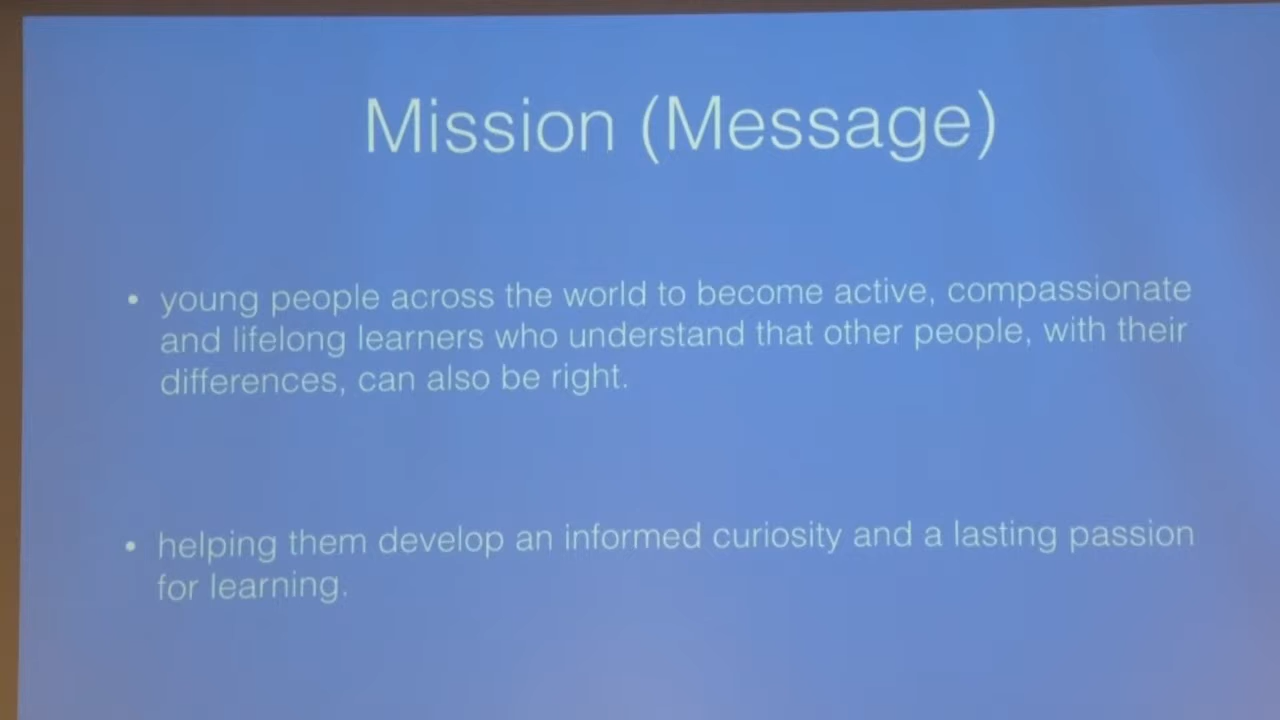 Mission (Message)
• young people across the world to become active, compassionate
and lifelong learners who understand that other people, with their
differences, can also be right.
• helping them develop an informed curiosity and a lasting passion
for learning.